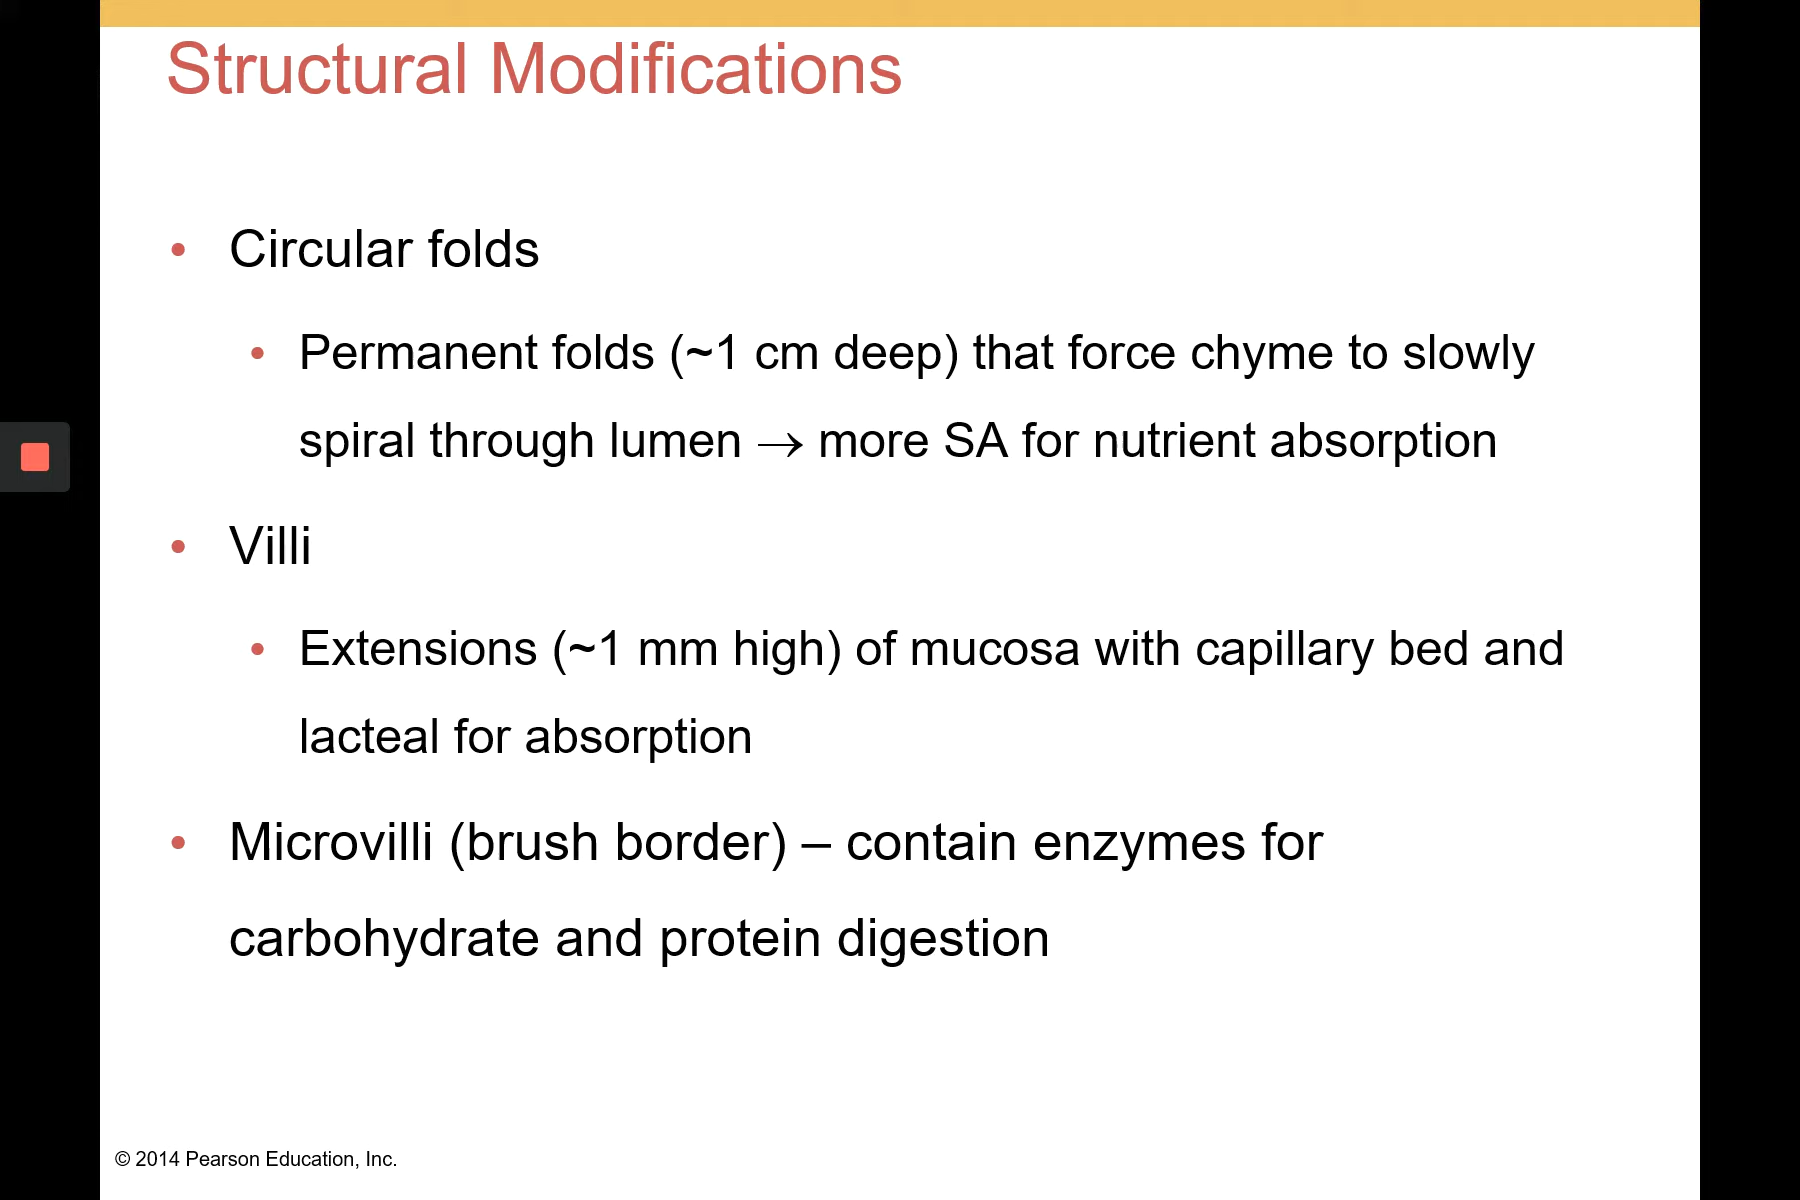 Structural Modifications
• Circular folds
• Permanent folds (~1 cm deep) that force chyme to slowly
spiral through lumen → more SA for nutrient absorption
• Villi
• Extensions (~1 mm high) of mucosa with capillary bed and
lacteal for absorption
• Microvilli (brush border) – contain enzymes for
carbohydrate and protein digestion
© 2014 Pearson Education, Inc.